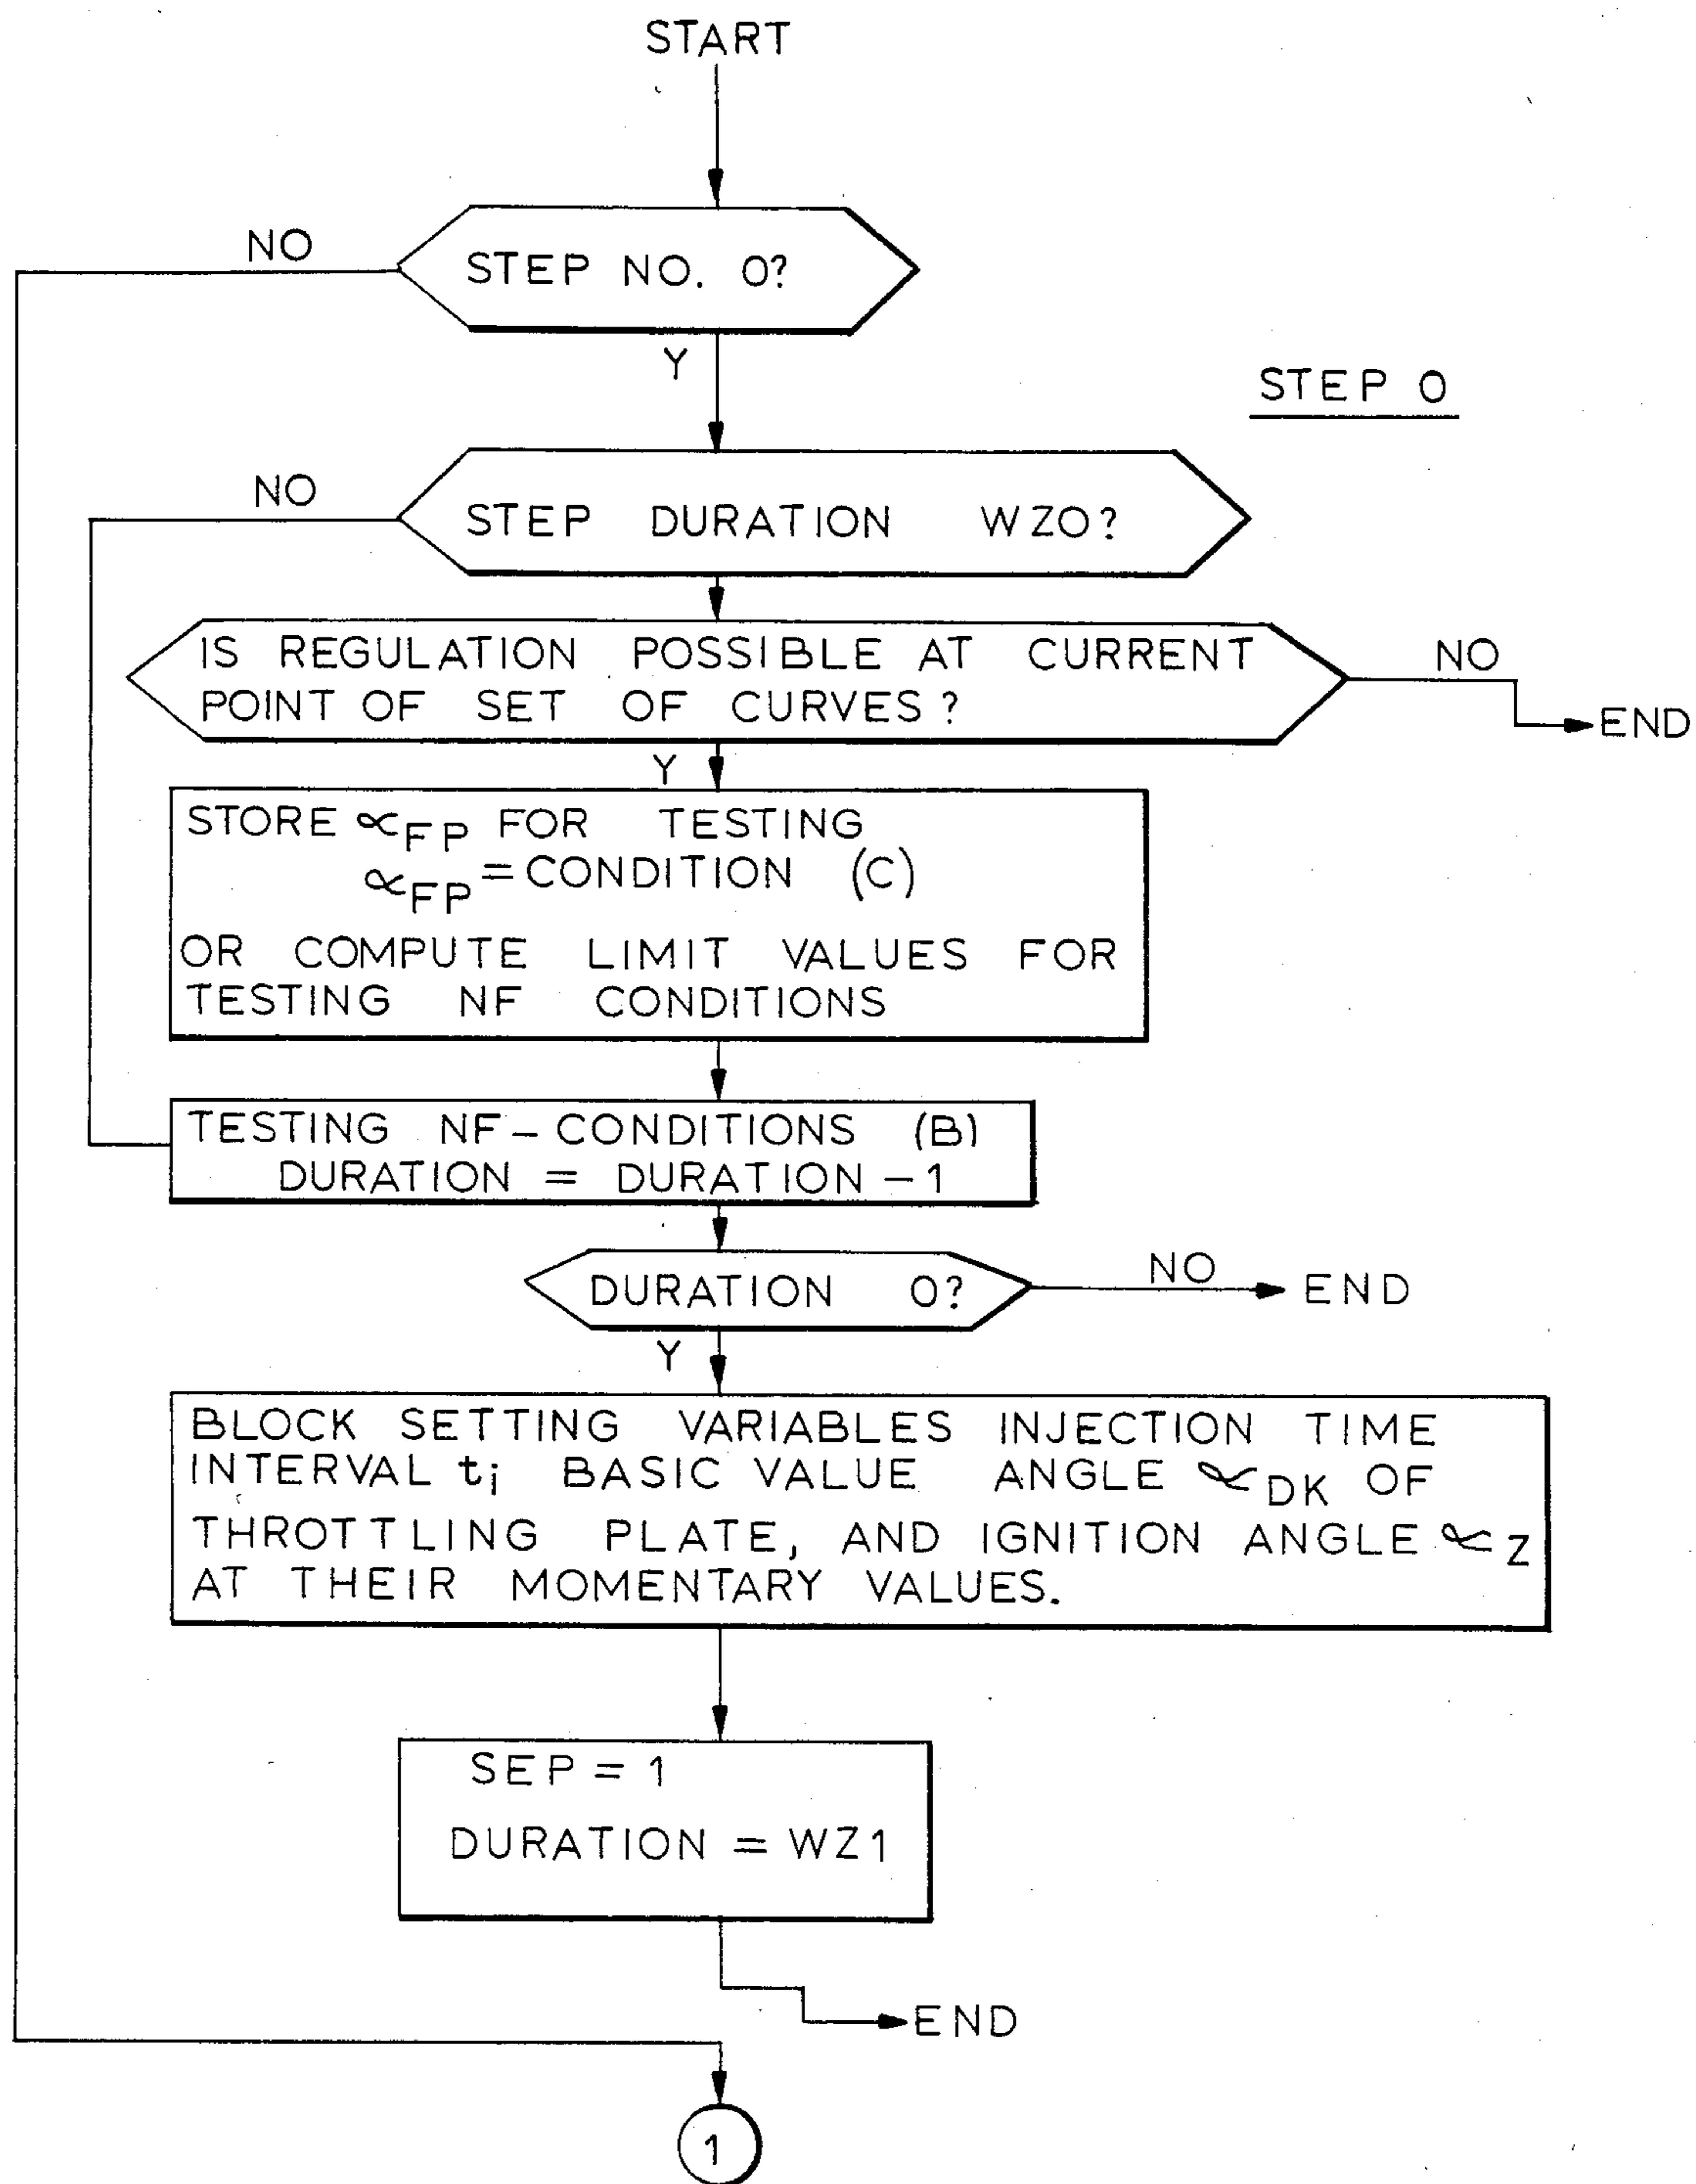 START
NO
STEP NO. 0?
Y
STEP 0
NO
STEP DURATION WZ0?
IS REGULATION POSSIBLE AT CURRENT
POINT OF SET OF CURVES?
NO
END
Y
STORE ∝FP FOR TESTING
∝FP = CONDITION (C)
OR COMPUTE LIMIT VALUES FOR
TESTING NF CONDITIONS
TESTING NF-CONDITIONS (B)
DURATION = DURATION - 1
DURATION 0?
NO
END
Y
BLOCK SETTING VARIABLES INJECTION TIME
INTERVAL ti BASIC VALUE ANGLE ∝DK OF
THROTTLING PLATE, AND IGNITION ANGLE ∝Z
AT THEIR MOMENTARY VALUES.
SEP = 1
DURATION = WZ1
END
1